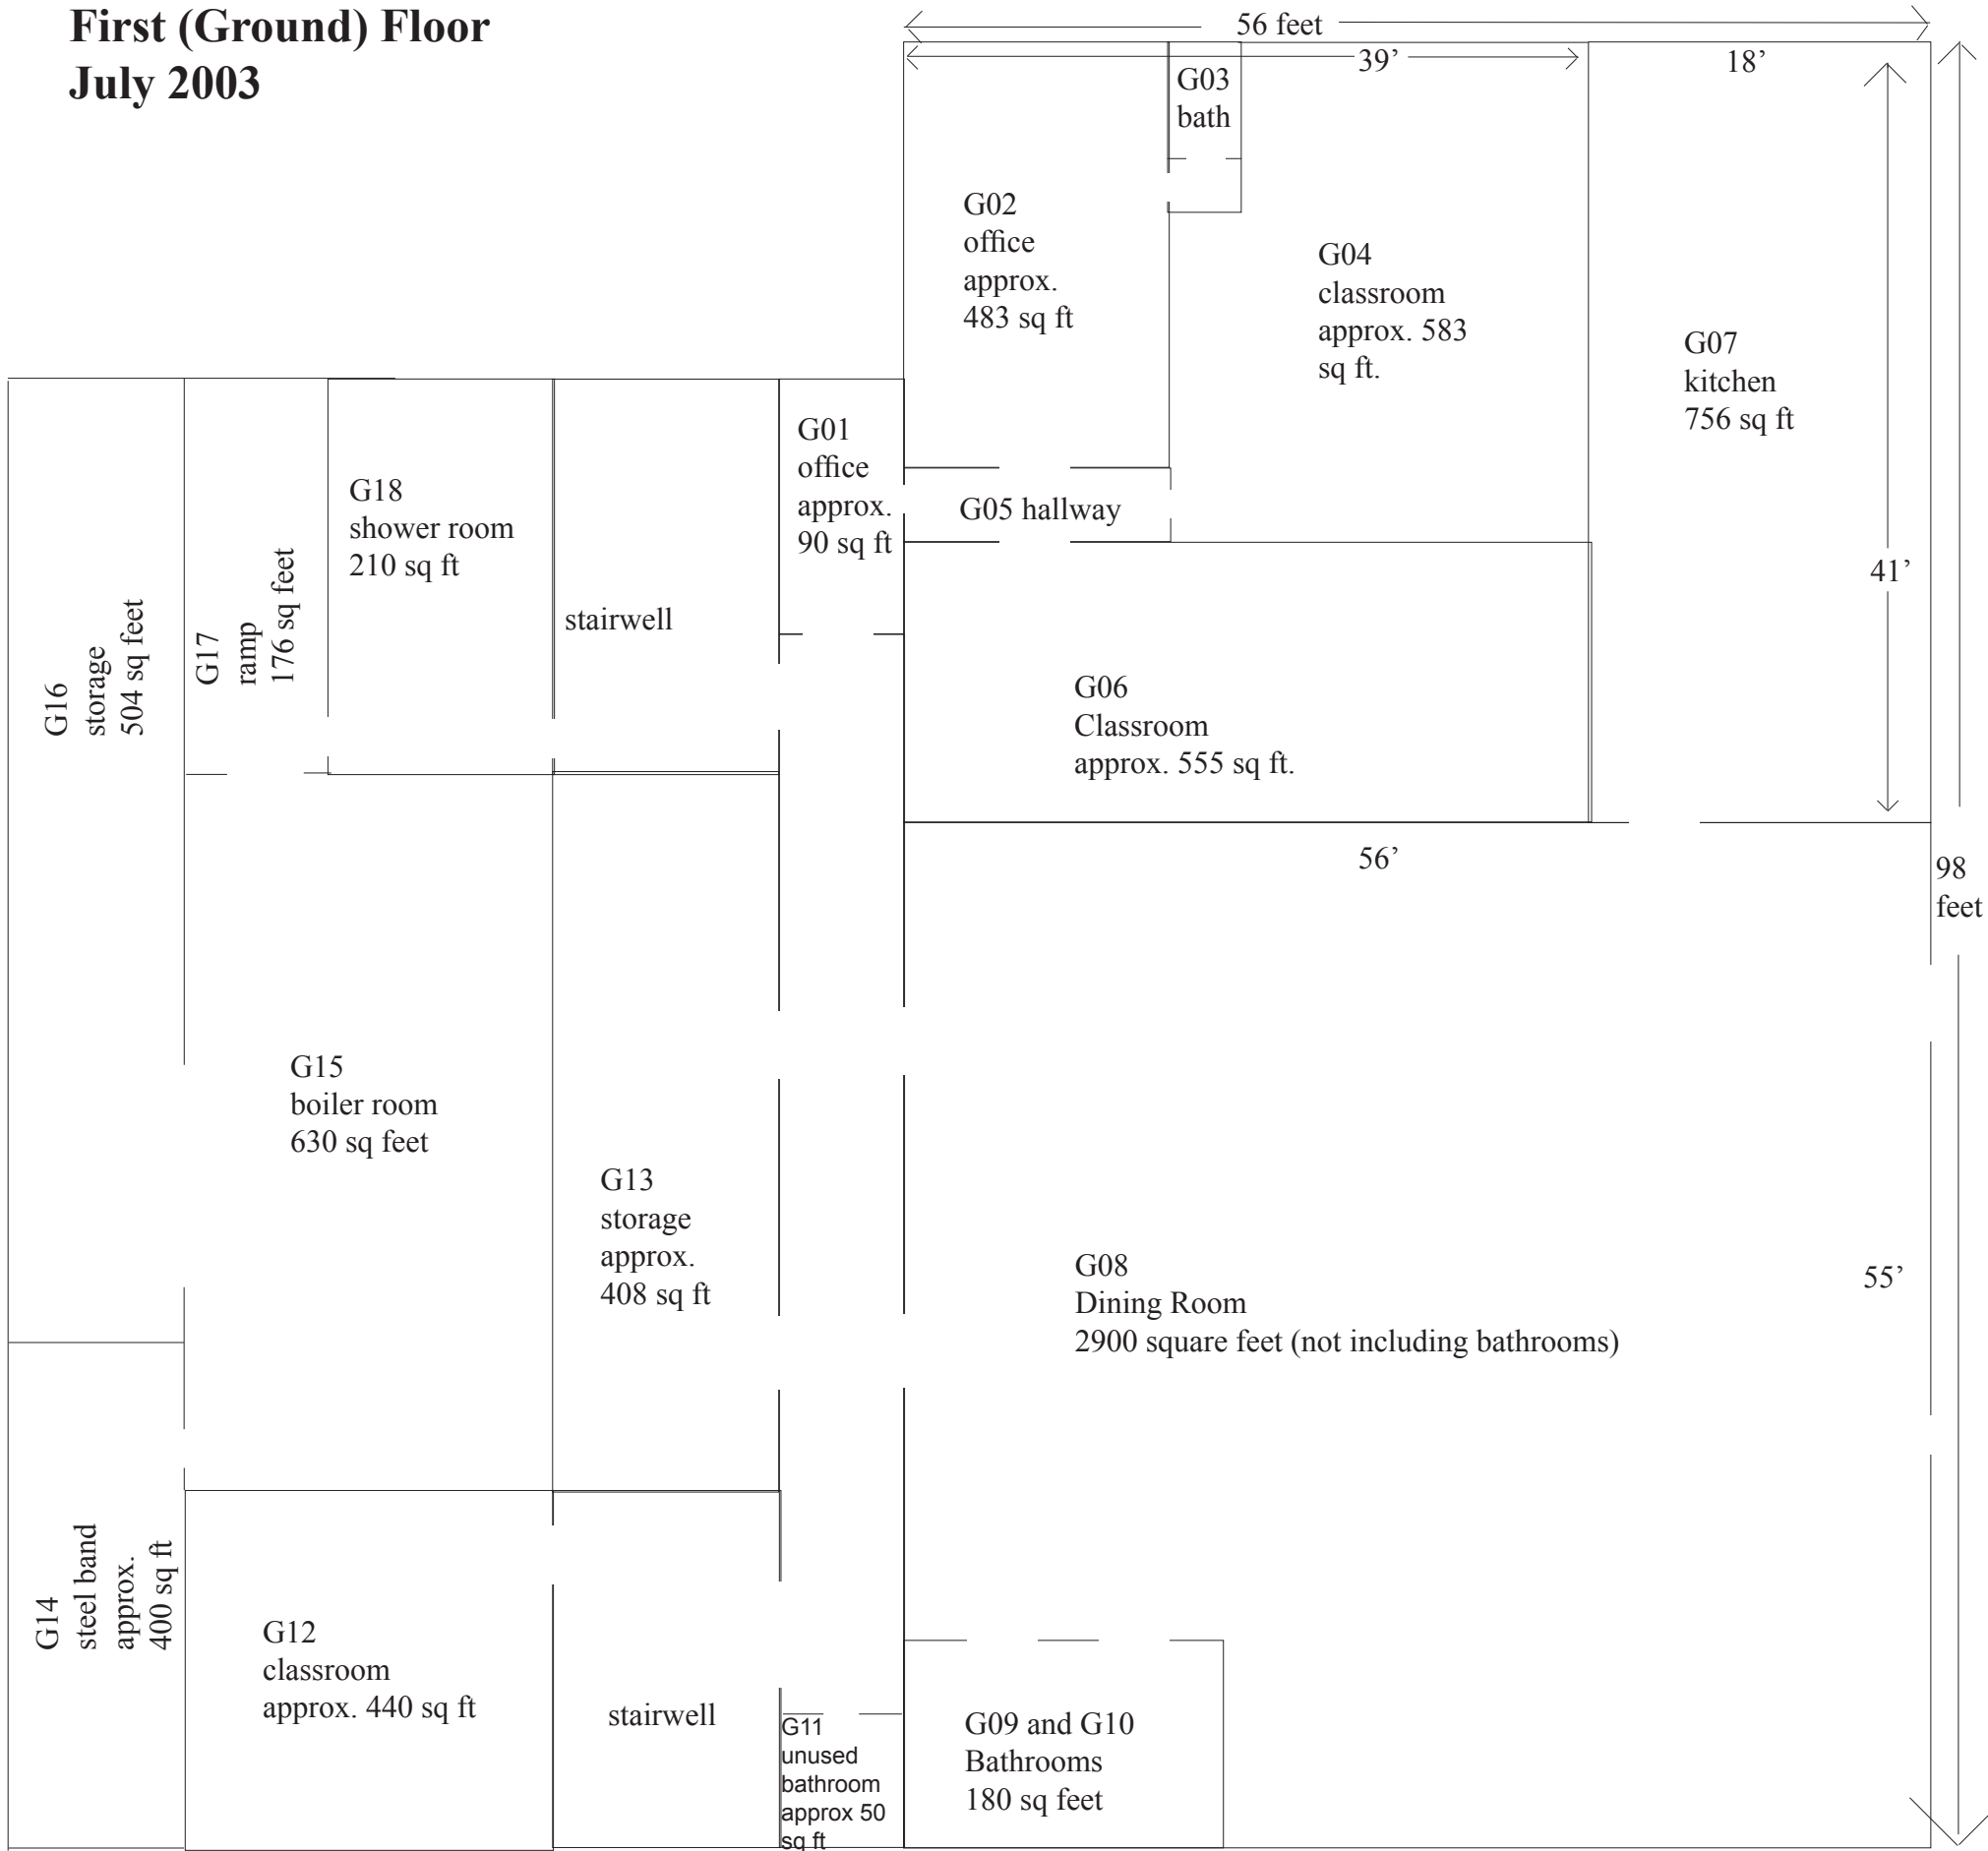 First (Ground) Floor
July 2003
56 feet
39’
18’
G03
bath
G02
office
approx.
483 sq ft
G04
classroom
approx. 583
sq ft.
G07
kitchen
756 sq ft
41’
G01
office
approx.
90 sq ft
G05 hallway
G18
shower room
210 sq ft
stairwell
G17
ramp
176 sq feet
G16
storage
504 sq feet
G06
Classroom
approx. 555 sq ft.
56’
98
feet
G15
boiler room
630 sq feet
G13
storage
approx.
408 sq ft
G08
Dining Room
2900 square feet (not including bathrooms)
55’
G14
steel band
approx.
400 sq ft
G12
classroom
approx. 440 sq ft
stairwell
G11
unused
bathroom
approx 50
sq ft
G09 and G10
Bathrooms
180 sq feet